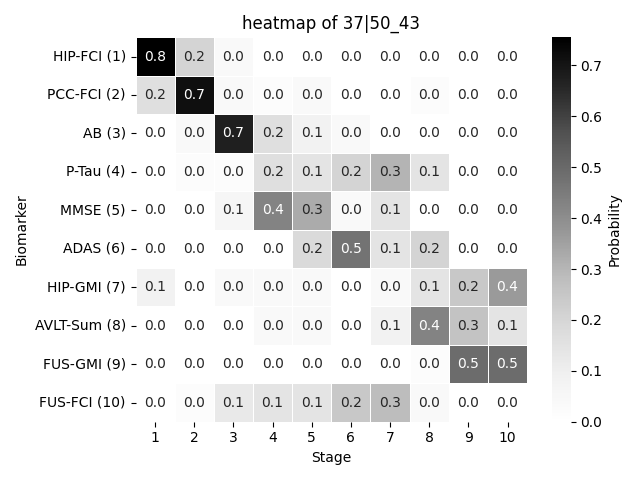 heatmap of 37|50_43
HIP-FCI (1) 0.8 0.2 0.0 0.0 0.0 0.0 0.0 0.0 0.0 0.0
PCC-FCI (2) 0.2 0.7 0.0 0.0 0.0 0.0 0.0 0.0 0.0 0.0
AB (3) 0.0 0.0 0.7 0.2 0.1 0.0 0.0 0.0 0.0 0.0
P-Tau (4) 0.0 0.0 0.0 0.2 0.1 0.2 0.3 0.1 0.0 0.0
MMSE (5) 0.0 0.0 0.1 0.4 0.3 0.0 0.1 0.0 0.0 0.0
ADAS (6) 0.0 0.0 0.0 0.0 0.2 0.5 0.1 0.2 0.0 0.0
HIP-GMI (7) 0.1 0.0 0.0 0.0 0.0 0.0 0.0 0.1 0.2 0.4
AVLT-Sum (8) 0.0 0.0 0.0 0.0 0.0 0.0 0.1 0.4 0.3 0.1
FUS-GMI (9) 0.0 0.0 0.0 0.0 0.0 0.0 0.0 0.0 0.5 0.5
FUS-FCI (10) 0.0 0.0 0.1 0.1 0.1 0.2 0.3 0.0 0.0 0.0
1 2 3 4 5 6 7 8 9 10
Stage
Biomarker
0.7
0.6
0.5
0.4
0.3
0.2
0.1
0.0
Probability